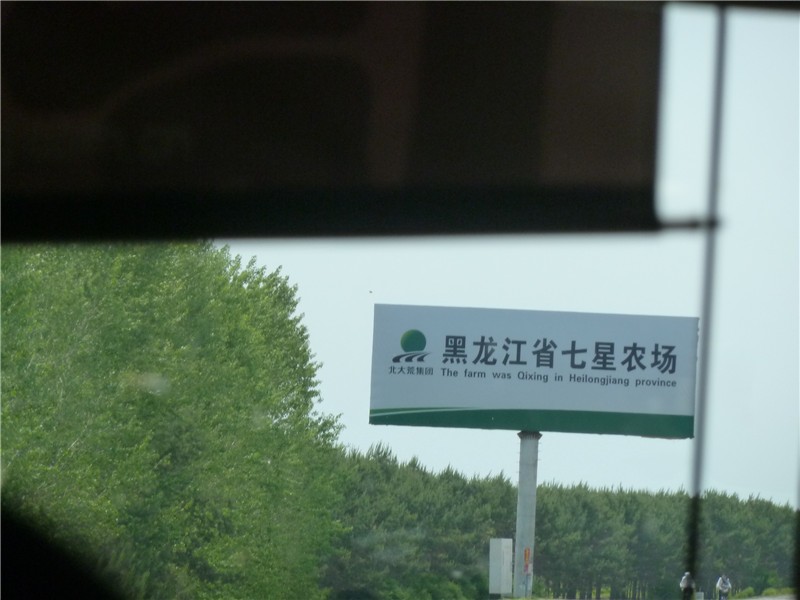 黑龙江省七星农场
北大荒集团 The farm was Qixing in Heilongjiang province